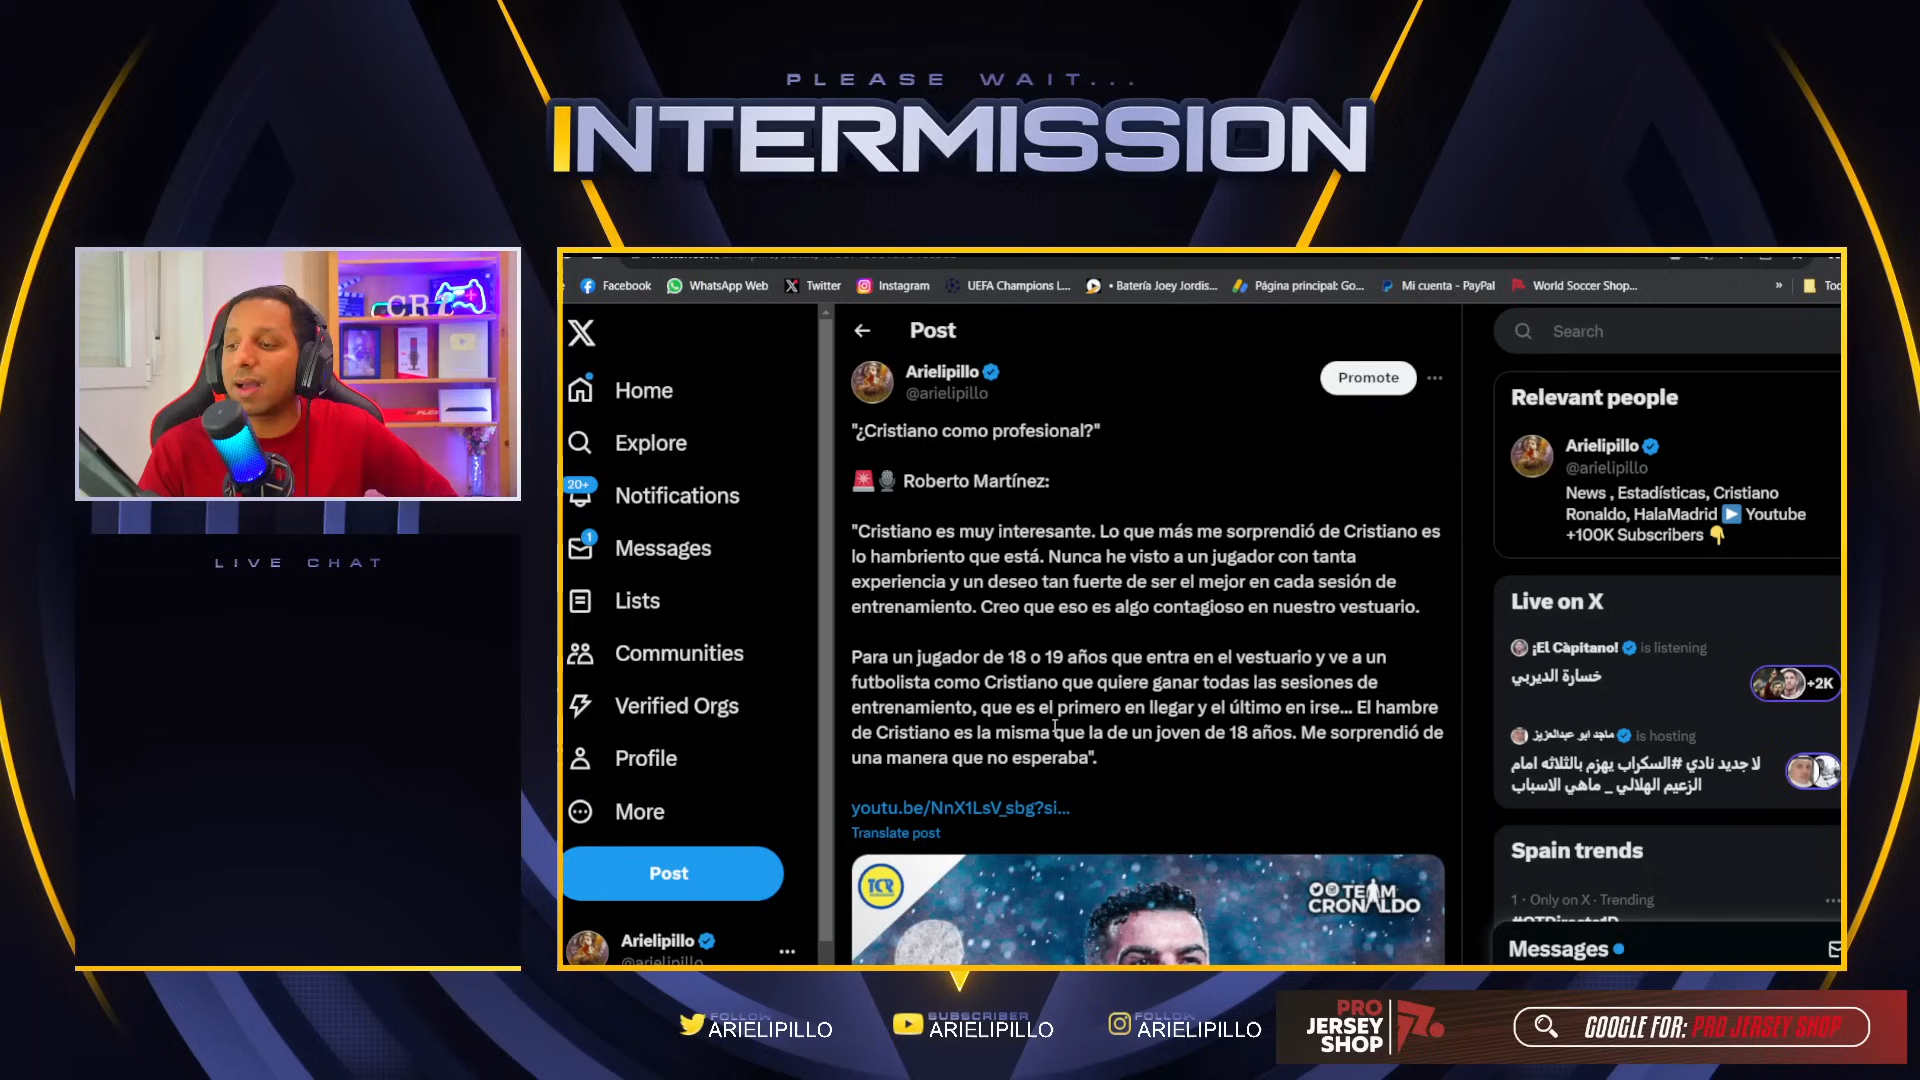 PLEASE WAIT...
INTERMISSION
Facebook
WhatsApp Web
Twitter
Instagram
UEFA Champions L...
• Batería Joey Jordis...
Página principal: Go...
Mi cuenta - PayPal
World Soccer Shop...
»
Home
Explore
20+
Notifications
1
Messages
Lists
Communities
Verified Orgs
Profile
More
Post
Arielipillo
@arielipillo
Post
Arielipillo
@arielipillo
Promote
"¿Cristiano como profesional?"
Roberto Martínez:
"Cristiano es muy interesante. Lo que más me sorprendió de Cristiano es
lo hambriento que está. Nunca he visto a un jugador con tanta
experiencia y un deseo tan fuerte de ser el mejor en cada sesión de
entrenamiento. Creo que eso es algo contagioso en nuestro vestuario.
Para un jugador de 18 o 19 años que entra en el vestuario y ve a un
futbolista como Cristiano que quiere ganar todas las sesiones de
entrenamiento, que es el primero en llegar y el último en irse... El hambre
de Cristiano es la misma que la de un joven de 18 años. Me sorprendió de
una manera que no esperaba".
youtu.be/NnX1LsV_sbg?si...
Translate post
TCR
TEAM
CRONALDO
Search
Relevant people
Arielipillo
@arielipillo
News , Estadísticas, Cristiano
Ronaldo, HalaMadrid Youtube
+100K Subscribers
Live on X
¡El Càpitano! is listening
خسارة الديربي
+2K
ماجد ابو عبدالعزيز is hosting
لا جديد نادي #السكراب يهزم بالثلاثه امام
الزعيم الهلالي _ ماهي الاسباب
Spain trends
1 · Only on X · Trending
Messages
CR7
LIVE CHAT
FOLLOW
ARIELIPILLO
SUBSCRIBER
ARIELIPILLO
FOLLOW
ARIELIPILLO
PRO
JERSEY
SHOP
GOOGLE FOR: PRO JERSEY SHOP